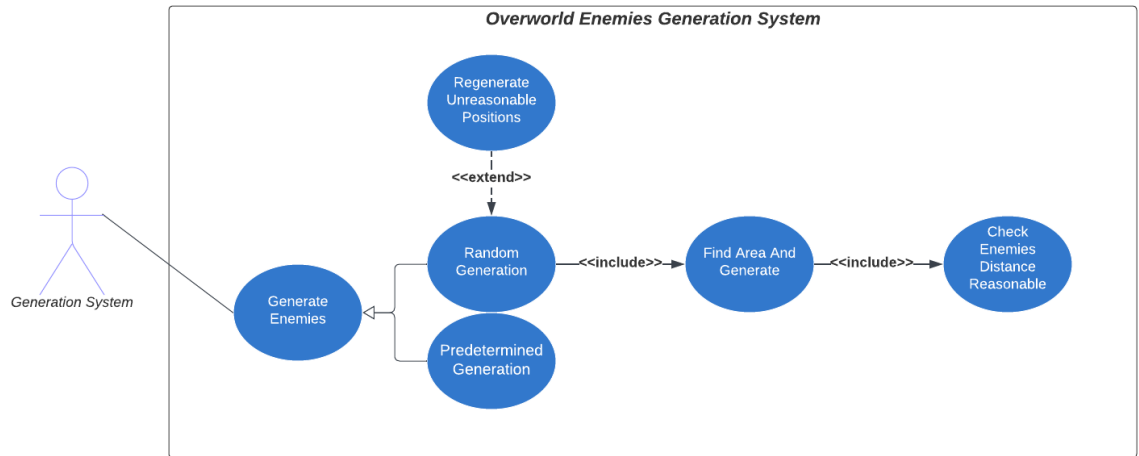 Overworld Enemies Generation System
Regenerate
Unreasonable
Positions
<<extend>>
Random
Generation
<<include>>
Find Area And
Generate
<<include>>
Check
Enemies
Distance
Reasonable
Generation System
Generate
Enemies
Predetermined
Generation